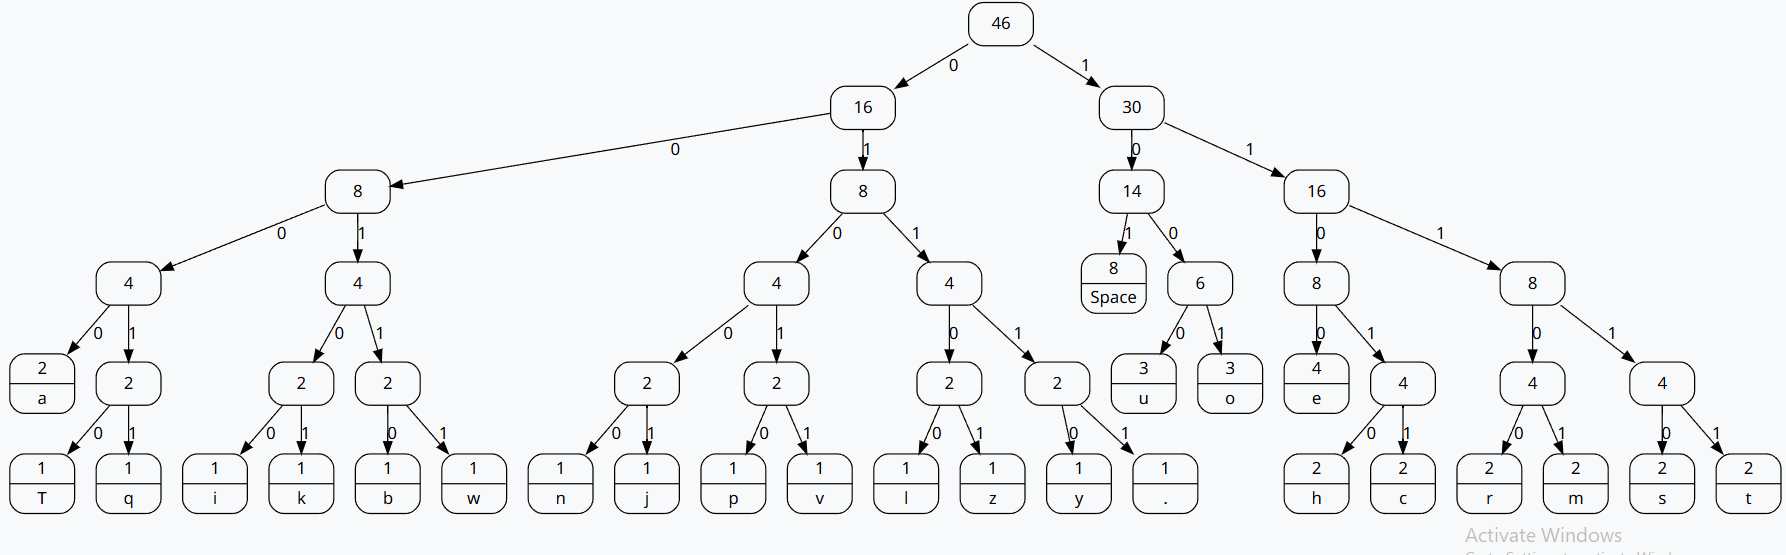 46
0 1
16 30
0 1 0 1
8 8 14 16
0 1 0 1 1 0 0 1
4 4 4 4 8 6 8 8
Space
0 1 0 1 0 1 0 1 0 1 0 1 0 1
2 2 2 2 2 2 2 2 3 3 4 4 4 4
a u o e
0 1 0 1 0 1 0 1 0 1 0 1 0 1 0 1 0 1 0 1
1 1 1 1 1 1 1 1 1 1 1 1 1 1 2 2 2 2 2 2
T q i k b w n j p v l z y . h c r m s t
Activate Windows